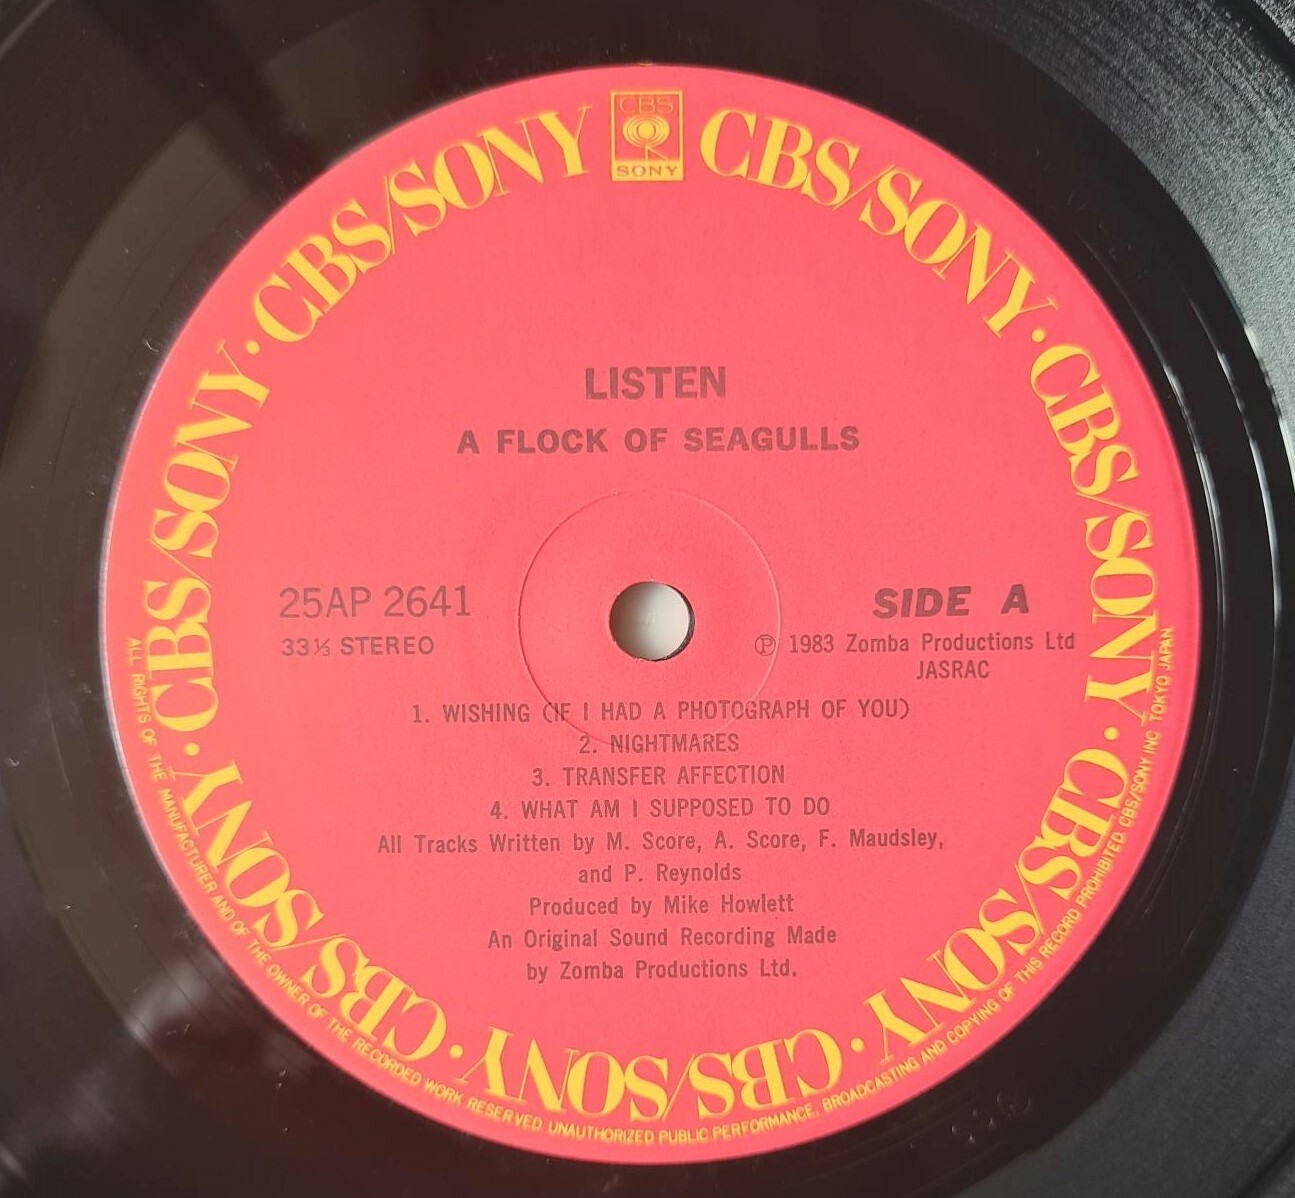 CBS
SONY
CBS/SONY · CBS/SONY · CBS/SONY · CBS/SONY · CBS/SONY · CBS/SONY · CBS/SONY · CBS/SONY
LISTEN
A FLOCK OF SEAGULLS
25AP 2641
SIDE A
33⅓ STEREO
Ⓟ 1983 Zomba Productions Ltd
JASRAC
1. WISHING (IF I HAD A PHOTOGRAPH OF YOU)
2. NIGHTMARES
3. TRANSFER AFFECTION
4. WHAT AM I SUPPOSED TO DO
All Tracks Written by M. Score, A. Score, F. Maudsley,
and P. Reynolds
Produced by Mike Howlett
An Original Sound Recording Made
by Zomba Productions Ltd.
ALL RIGHTS OF THE MANUFACTURER AND OF THE OWNER OF THE RECORDED WORK RESERVED. UNAUTHORIZED PUBLIC PERFORMANCE, BROADCASTING AND COPYING OF THIS RECORD PROHIBITED. CBS/SONY INC. TOKYO JAPAN.